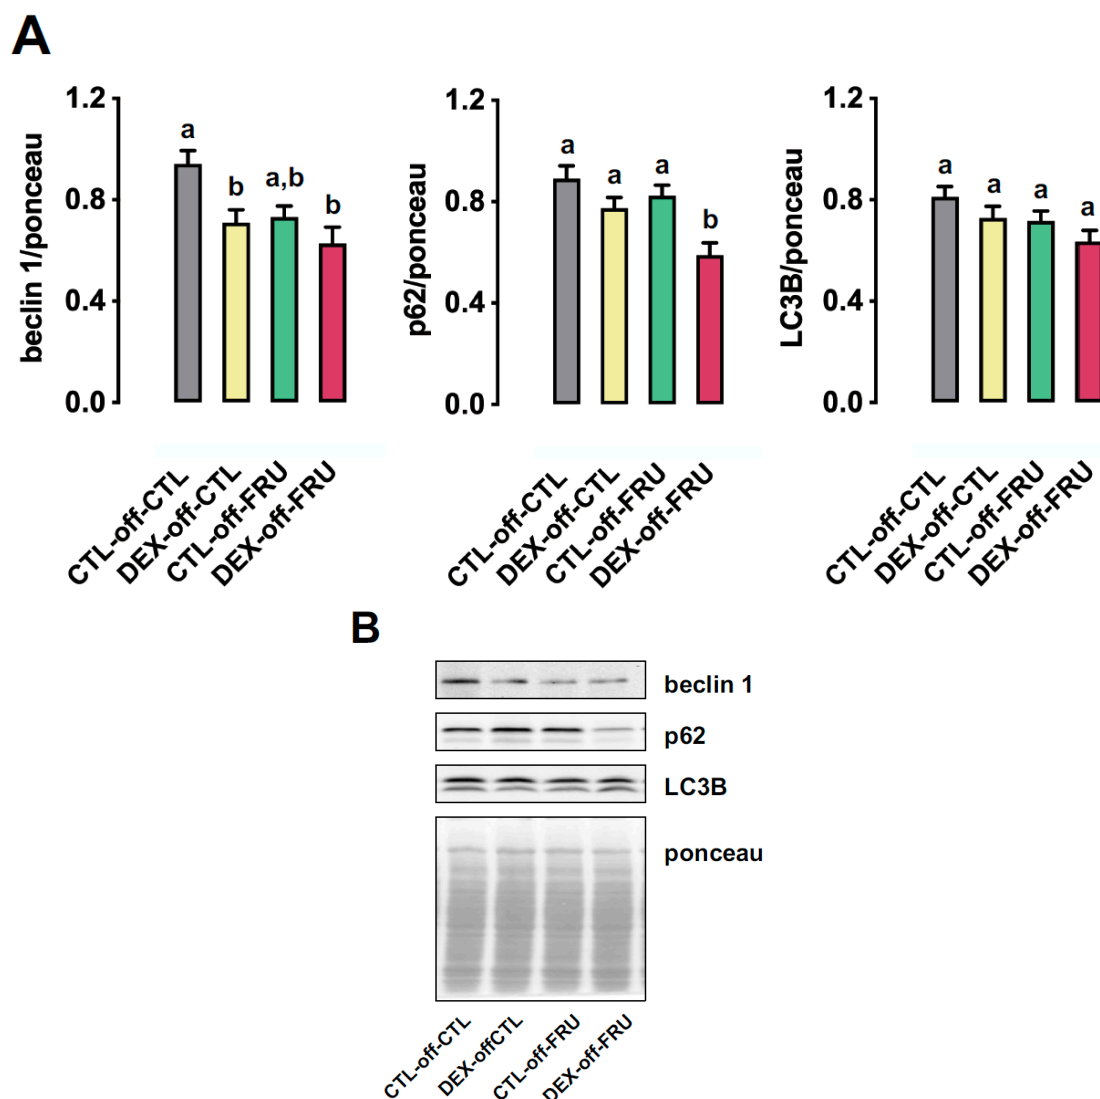 A
beclin 1/ponceau
1.2
0.8
0.4
0.0
a
b
a,b
b
CTL-off-CTL
DEX-off-CTL
CTL-off-FRU
DEX-off-FRU
p62/ponceau
1.2
0.8
0.4
0.0
a
a
a
b
CTL-off-CTL
DEX-off-CTL
CTL-off-FRU
DEX-off-FRU
LC3B/ponceau
1.2
0.8
0.4
0.0
a
a
a
a
CTL-off-CTL
DEX-off-CTL
CTL-off-FRU
DEX-off-FRU
B
beclin 1
p62
LC3B
ponceau
CTL-off-CTL
DEX-offCTL
CTL-off-FRU
DEX-off-FRU